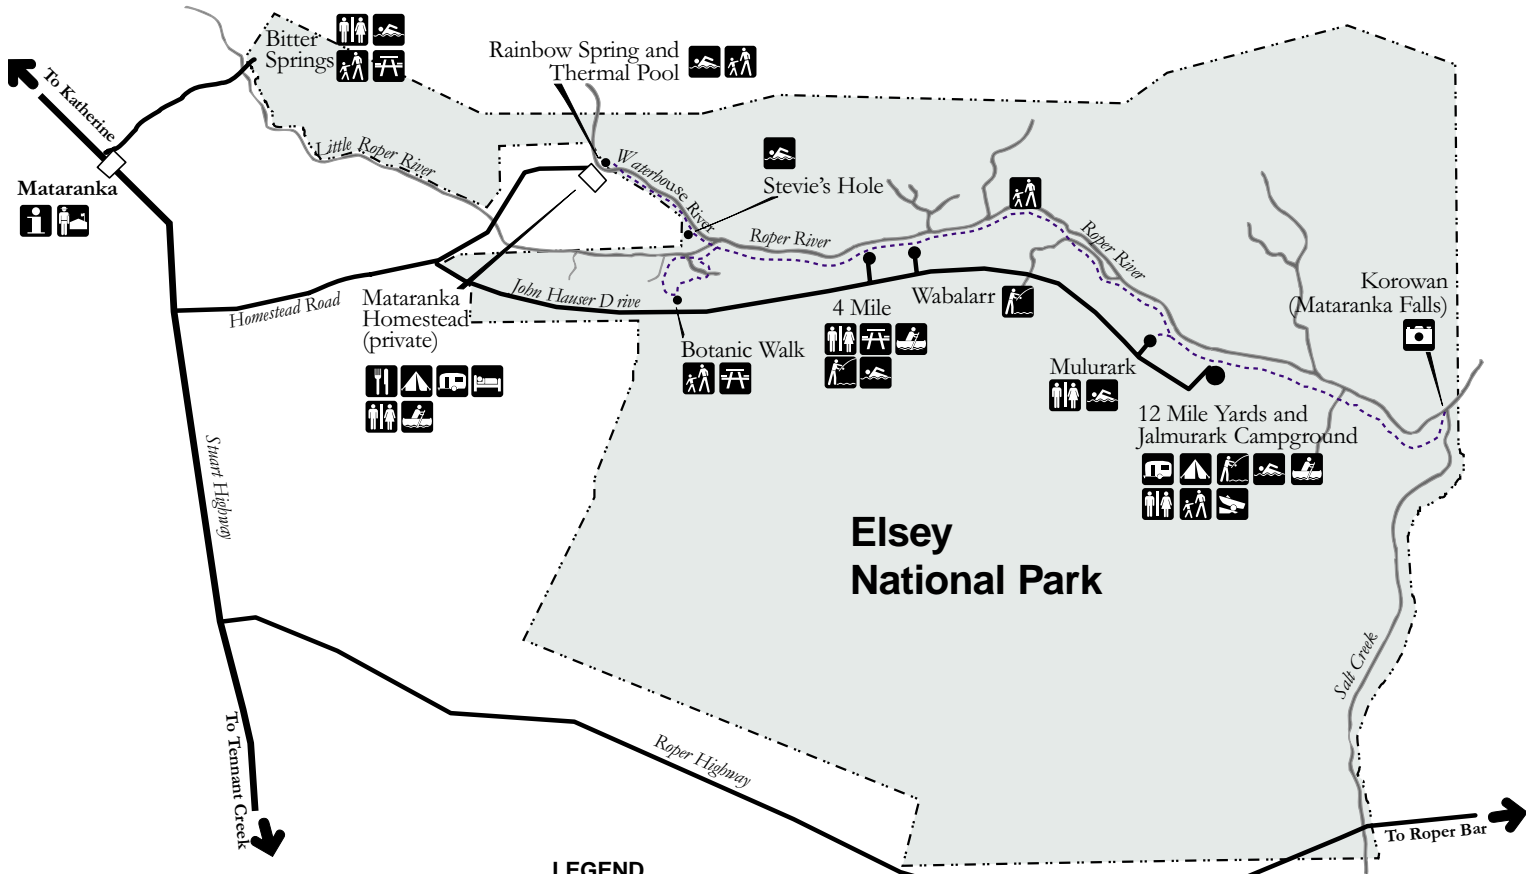 Bitter
Springs
Rainbow Spring and
Thermal Pool
To Katherine
Little Roper River
Waterhouse River
Stevie's Hole
Mataranka
Roper River
Roper River
Korowan
(Mataranka Falls)
John Hauser Drive
Wabalarr
Homestead Road
Mataranka
Homestead
(private)
4 Mile
Botanic Walk
Mulurark
12 Mile Yards and
Jalmurark Campground
Stuart Highway
Elsey
National Park
Salt Creek
To Tennant Creek
Roper Highway
To Roper Bar
LEGEND